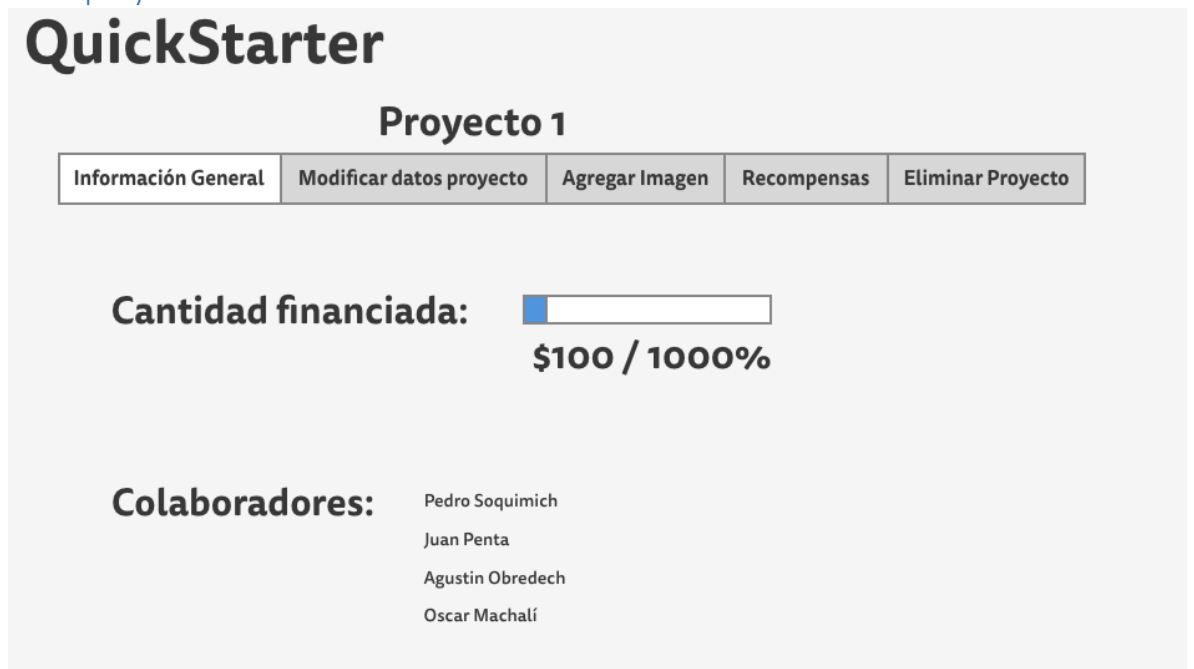 QuickStarter
Proyecto 1
Información General Modificar datos proyecto Agregar Imagen Recompensas Eliminar Proyecto
Cantidad financiada:
$100 / 1000%
Colaboradores: Pedro Soquimich
Juan Penta
Agustin Obredech
Oscar Machalí